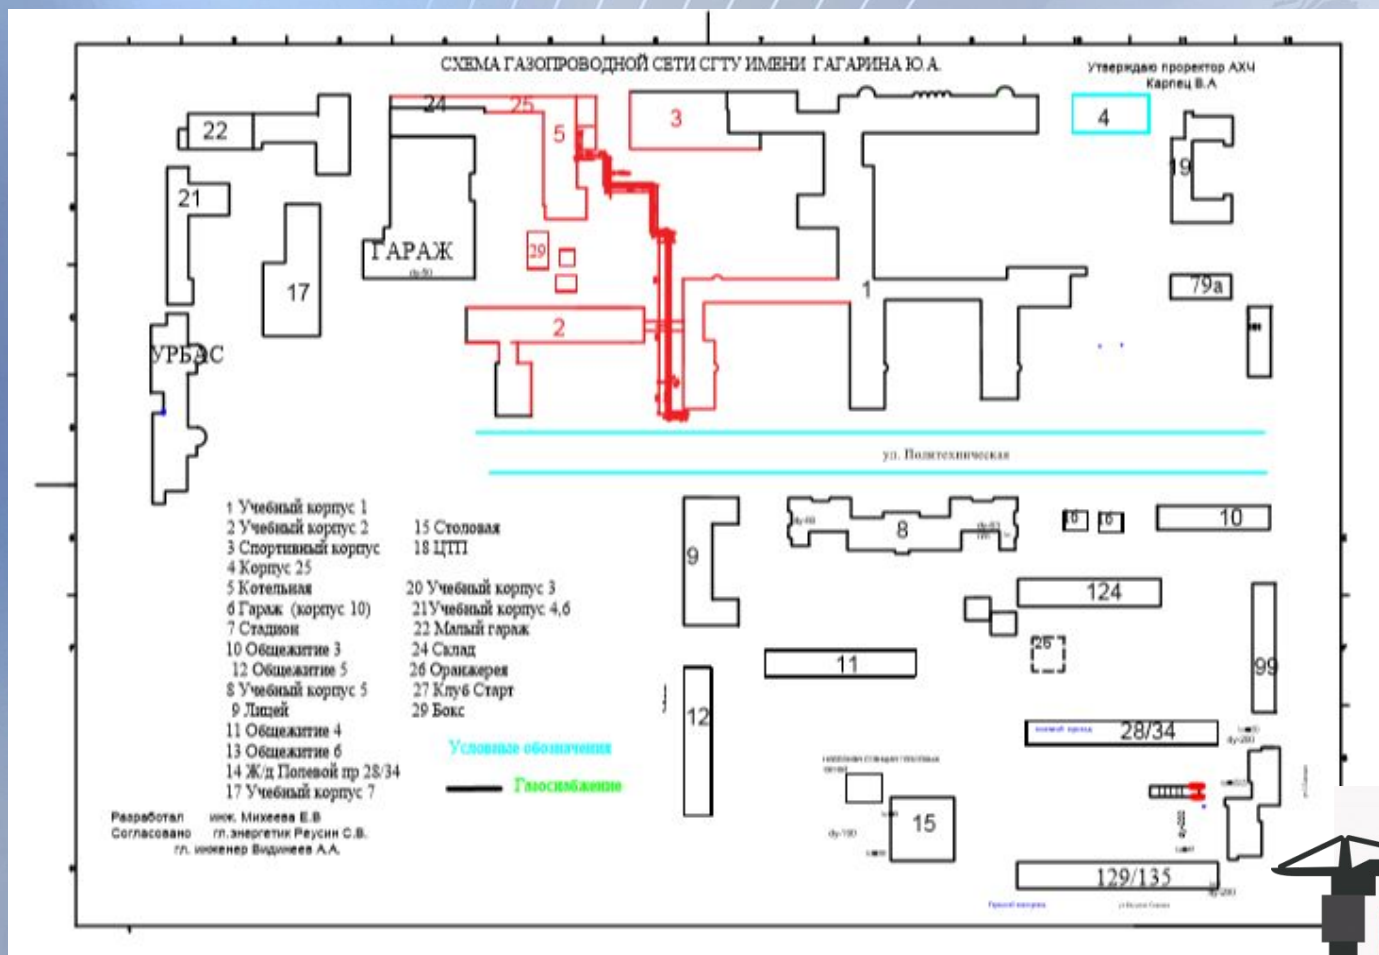 СХЕМА ГАЗОПРОВОДНОЙ СЕТИ СГТУ ИМЕНИ ГАГАРИНА Ю.А.
Утверждаю проректор АХЧ
Карпец В.А
24
25
22
5
3
4
19
21
ГАРАЖ
29
17
1
79а
2
УРБАС
ул. Политехническая
1 Учебный корпус 1
2 Учебный корпус 2
3 Спортивный корпус
4 Корпус 25
5 Котельная
6 Гараж (корпус 10)
7 Стадион
10 Общежитие 3
12 Общежитие 5
8 Учебный корпус 5
9 Лицей
11 Общежитие 4
13 Общежитие 6
14 Ж/д Полевой пр 28/34
17 Учебный корпус 7
15 Столовая
18 ЦТП
20 Учебный корпус 3
21Учебный корпус 4,6
22 Малый гараж
24 Склад
26 Оранжерея
27 Клуб Старт
29 Бокс
Условные обозначения
Газоснабжение
Разработал инж. Михеева Е.В
Согласовано гл.энергетик Реусин С.В.
гл. инженер Видинеев А.А.
9
8
16
16
10
124
26
11
99
12
28/34
15
129/135